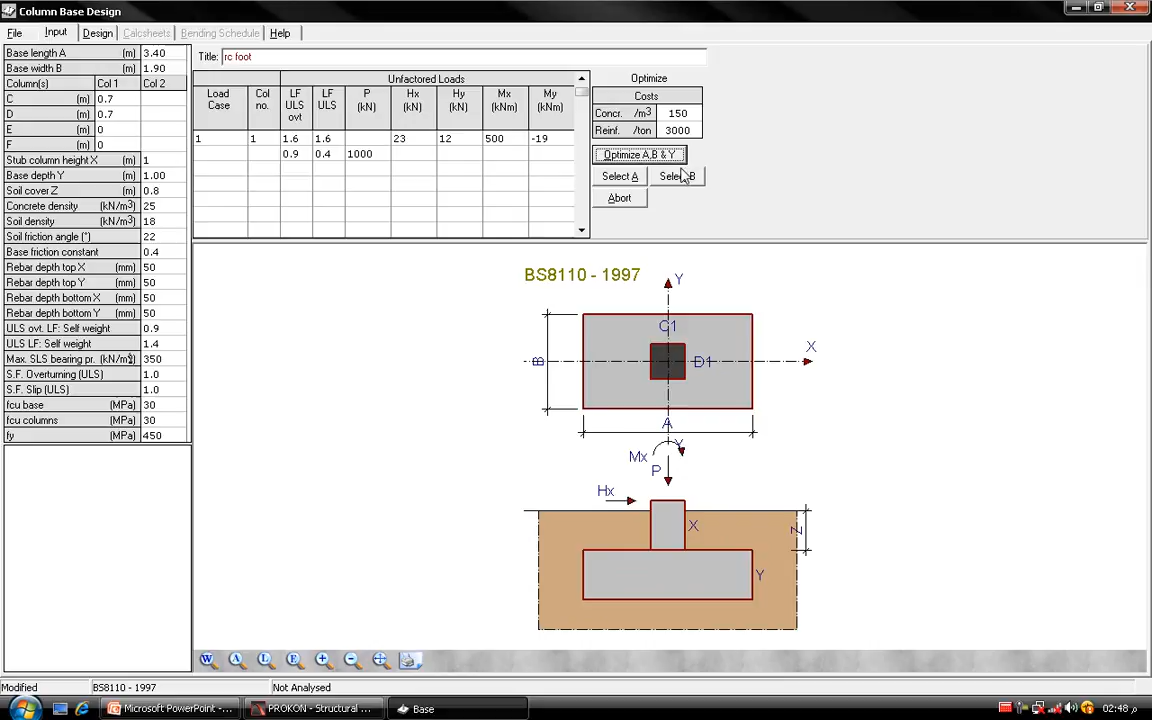 Column Base Design
File Input Design Calcsheets Bending Schedule Help
Base length A (m) 3.40
Base width B (m) 1.90
Column(s) Col 1 Col 2
C (m) 0.7
D (m) 0.7
E (m) 0
F (m) 0
Stub column height X (m) 1
Base depth Y (m) 1.00
Soil cover Z (m) 0.8
Concrete density (kN/m3) 25
Soil density (kN/m3) 18
Soil friction angle (°) 22
Base friction constant 0.4
Rebar depth top X (mm) 50
Rebar depth top Y (mm) 50
Rebar depth bottom X (mm) 50
Rebar depth bottom Y (mm) 50
ULS ovt. LF: Self weight 0.9
ULS LF: Self weight 1.4
Max. SLS bearing pr. (kN/m²) 350
S.F. Overturning (ULS) 1.0
S.F. Slip (ULS) 1.0
fcu base (MPa) 30
fcu columns (MPa) 30
fy (MPa) 450
Title: rc foot
Unfactored Loads
Load Case Col no. LF ULS ovt LF ULS P (kN) Hx (kN) Hy (kN) Mx (kNm) My (kNm)
1 1 1.6 1.6 23 12 500 -19
0.9 0.4 1000
Optimize
Costs
Concr. /m3 150
Reinf. /ton 3000
Optimize A,B & Y
Select A Select B
Abort
BS8110 - 1997
Y
C1
B
D1
X
A
Y
Mx
P
Hx
X
Z
Y
W A L E
Modified BS8110 - 1997 Not Analysed
Microsoft PowerPoint -... PROKON - Structural ... Base 02:48 م